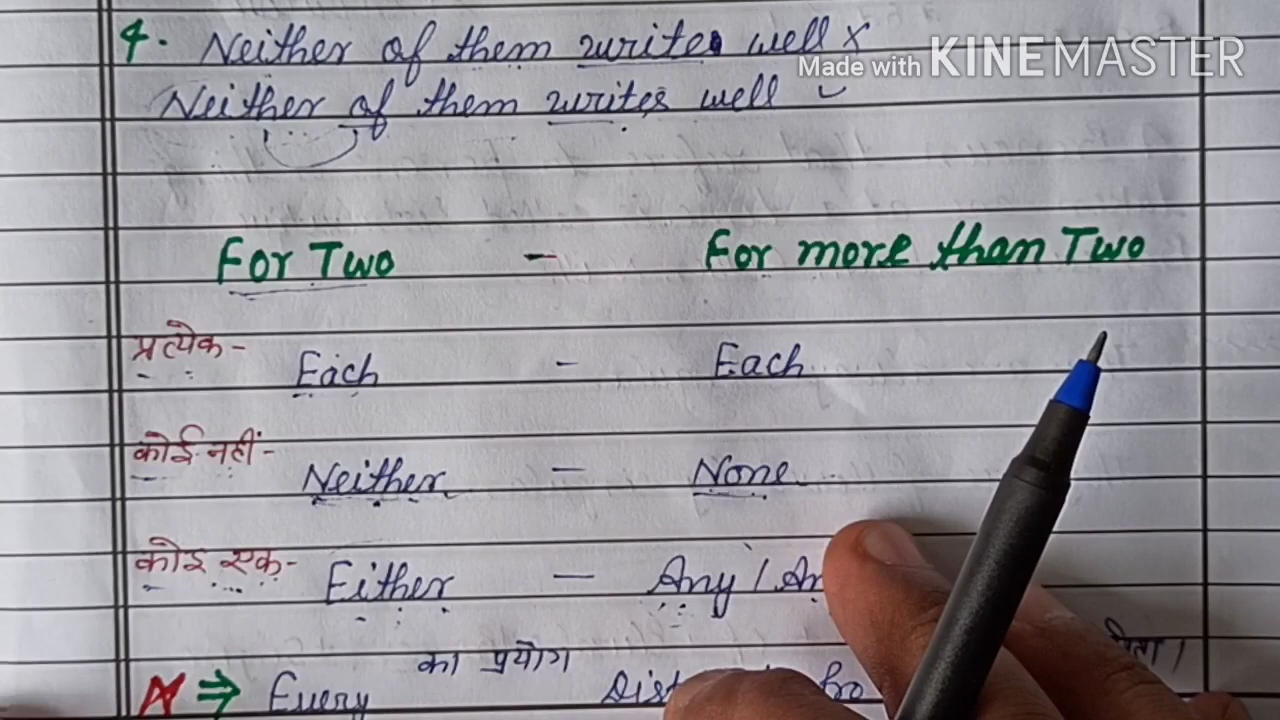 4. Neither of them write well ×
Made with KINEMASTER
Neither of them writes well
For Two - For more than Two
प्रत्येक- Each - Each
कोई नहीं- Neither - None
कोई एक- Either - Any /
का प्रयोग
N ⇒ Every